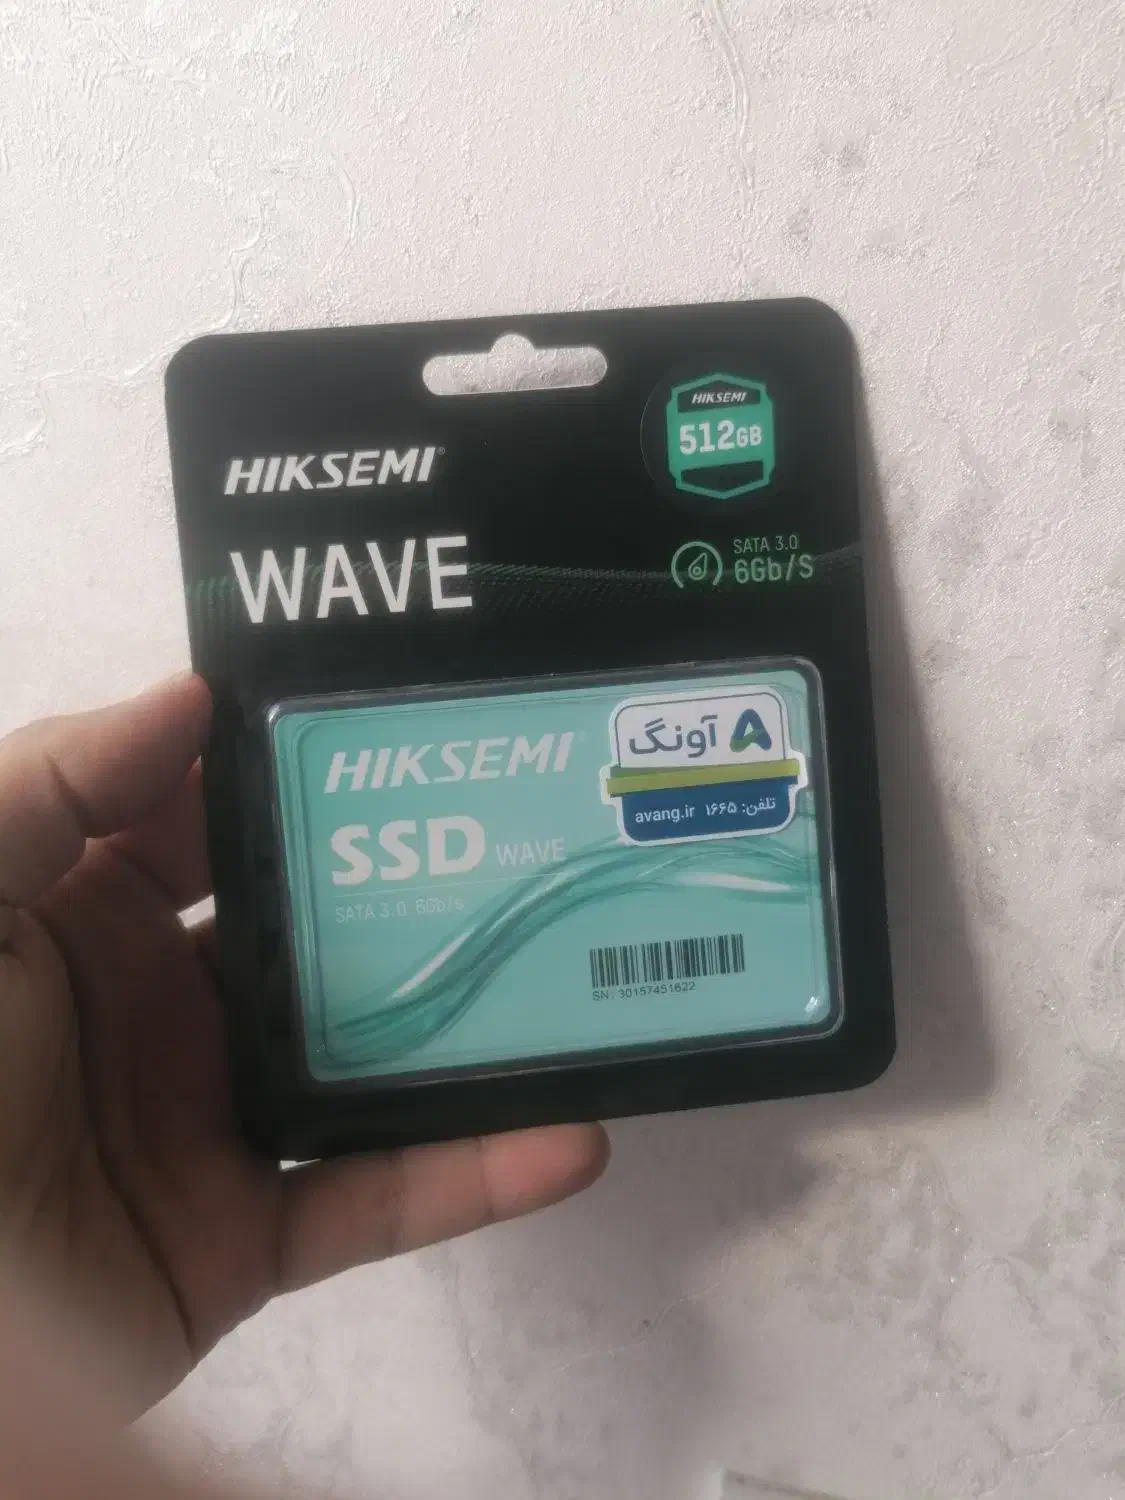 HIKSEMI
512GB
HIKSEMI®
WAVE
SATA 3.0
6Gb/S
HIKSEMI
SSD WAVE
SATA 3.0 6Gb/s
آونگ
تلفن: ۱۶۶۵ avang.ir
SN: 30157451622